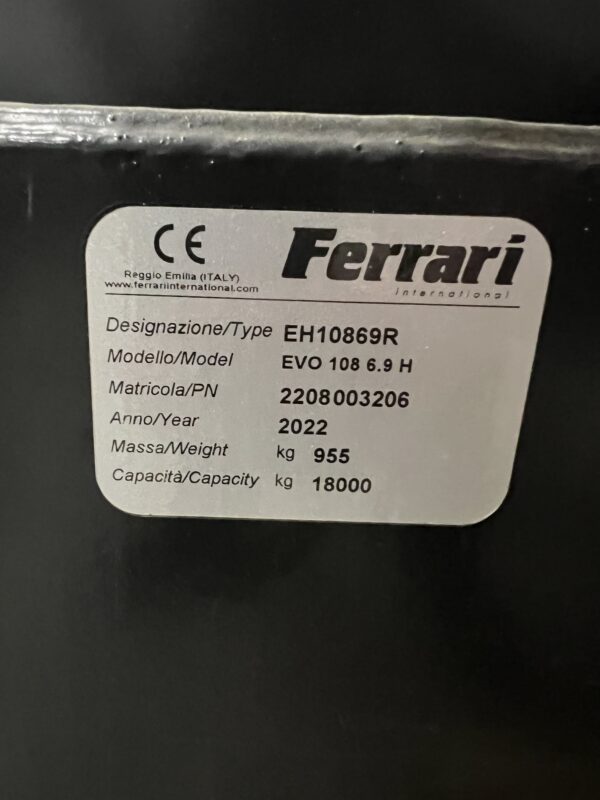 CE
Reggio Emilia (ITALY)
www.ferrariinternational.com
Ferrari
international
Designazione/Type EH10869R
Modello/Model EVO 108 6.9 H
Matricola/PN 2208003206
Anno/Year 2022
Massa/Weight kg 955
Capacità/Capacity kg 18000